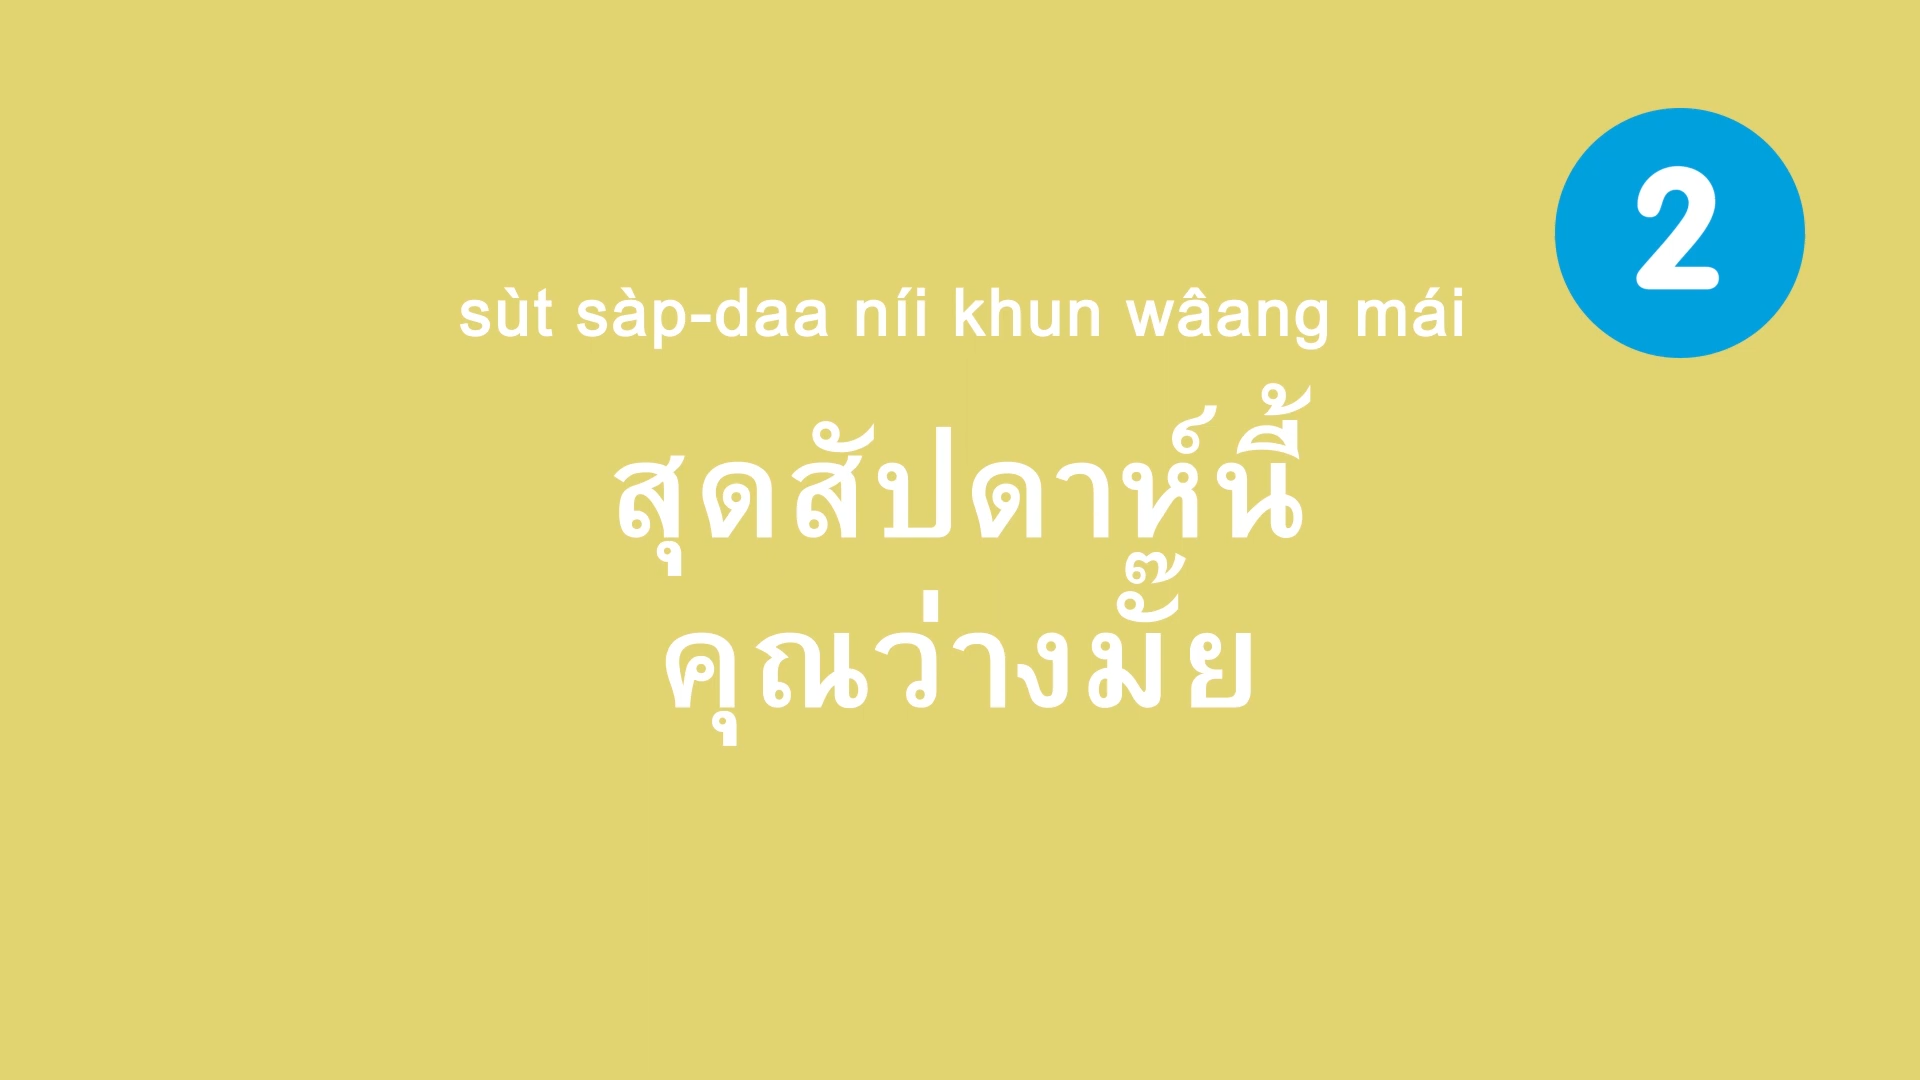 2
sùt sàp-daa níi khun wâang mái
สุดสัปดาห์นี้
คุณว่างมั๊ย